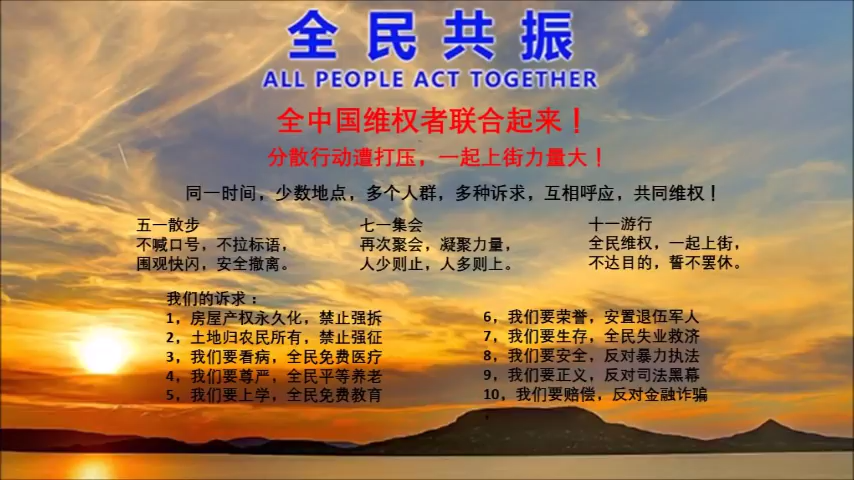 全民共振
ALL PEOPLE ACT TOGETHER
全中国维权者联合起来！
分散行动遭打压，一起上街力量大！
同一时间，少数地点，多个人群，多种诉求，互相呼应，共同维权！
五一散步
不喊口号，不拉标语，
围观快闪，安全撤离。
七一集会
再次聚会，凝聚力量，
人少则止，人多则上。
十一游行
全民维权，一起上街，
不达目的，誓不罢休。
我们的诉求：
1，房屋产权永久化，禁止强拆
2，土地归农民所有，禁止强征
3，我们要看病，全民免费医疗
4，我们要尊严，全民平等养老
5，我们要上学，全民免费教育
6，我们要荣誉，安置退伍军人
7，我们要生存，全民失业救济
8，我们要安全，反对暴力执法
9，我们要正义，反对司法黑幕
10，我们要赔偿，反对金融诈骗